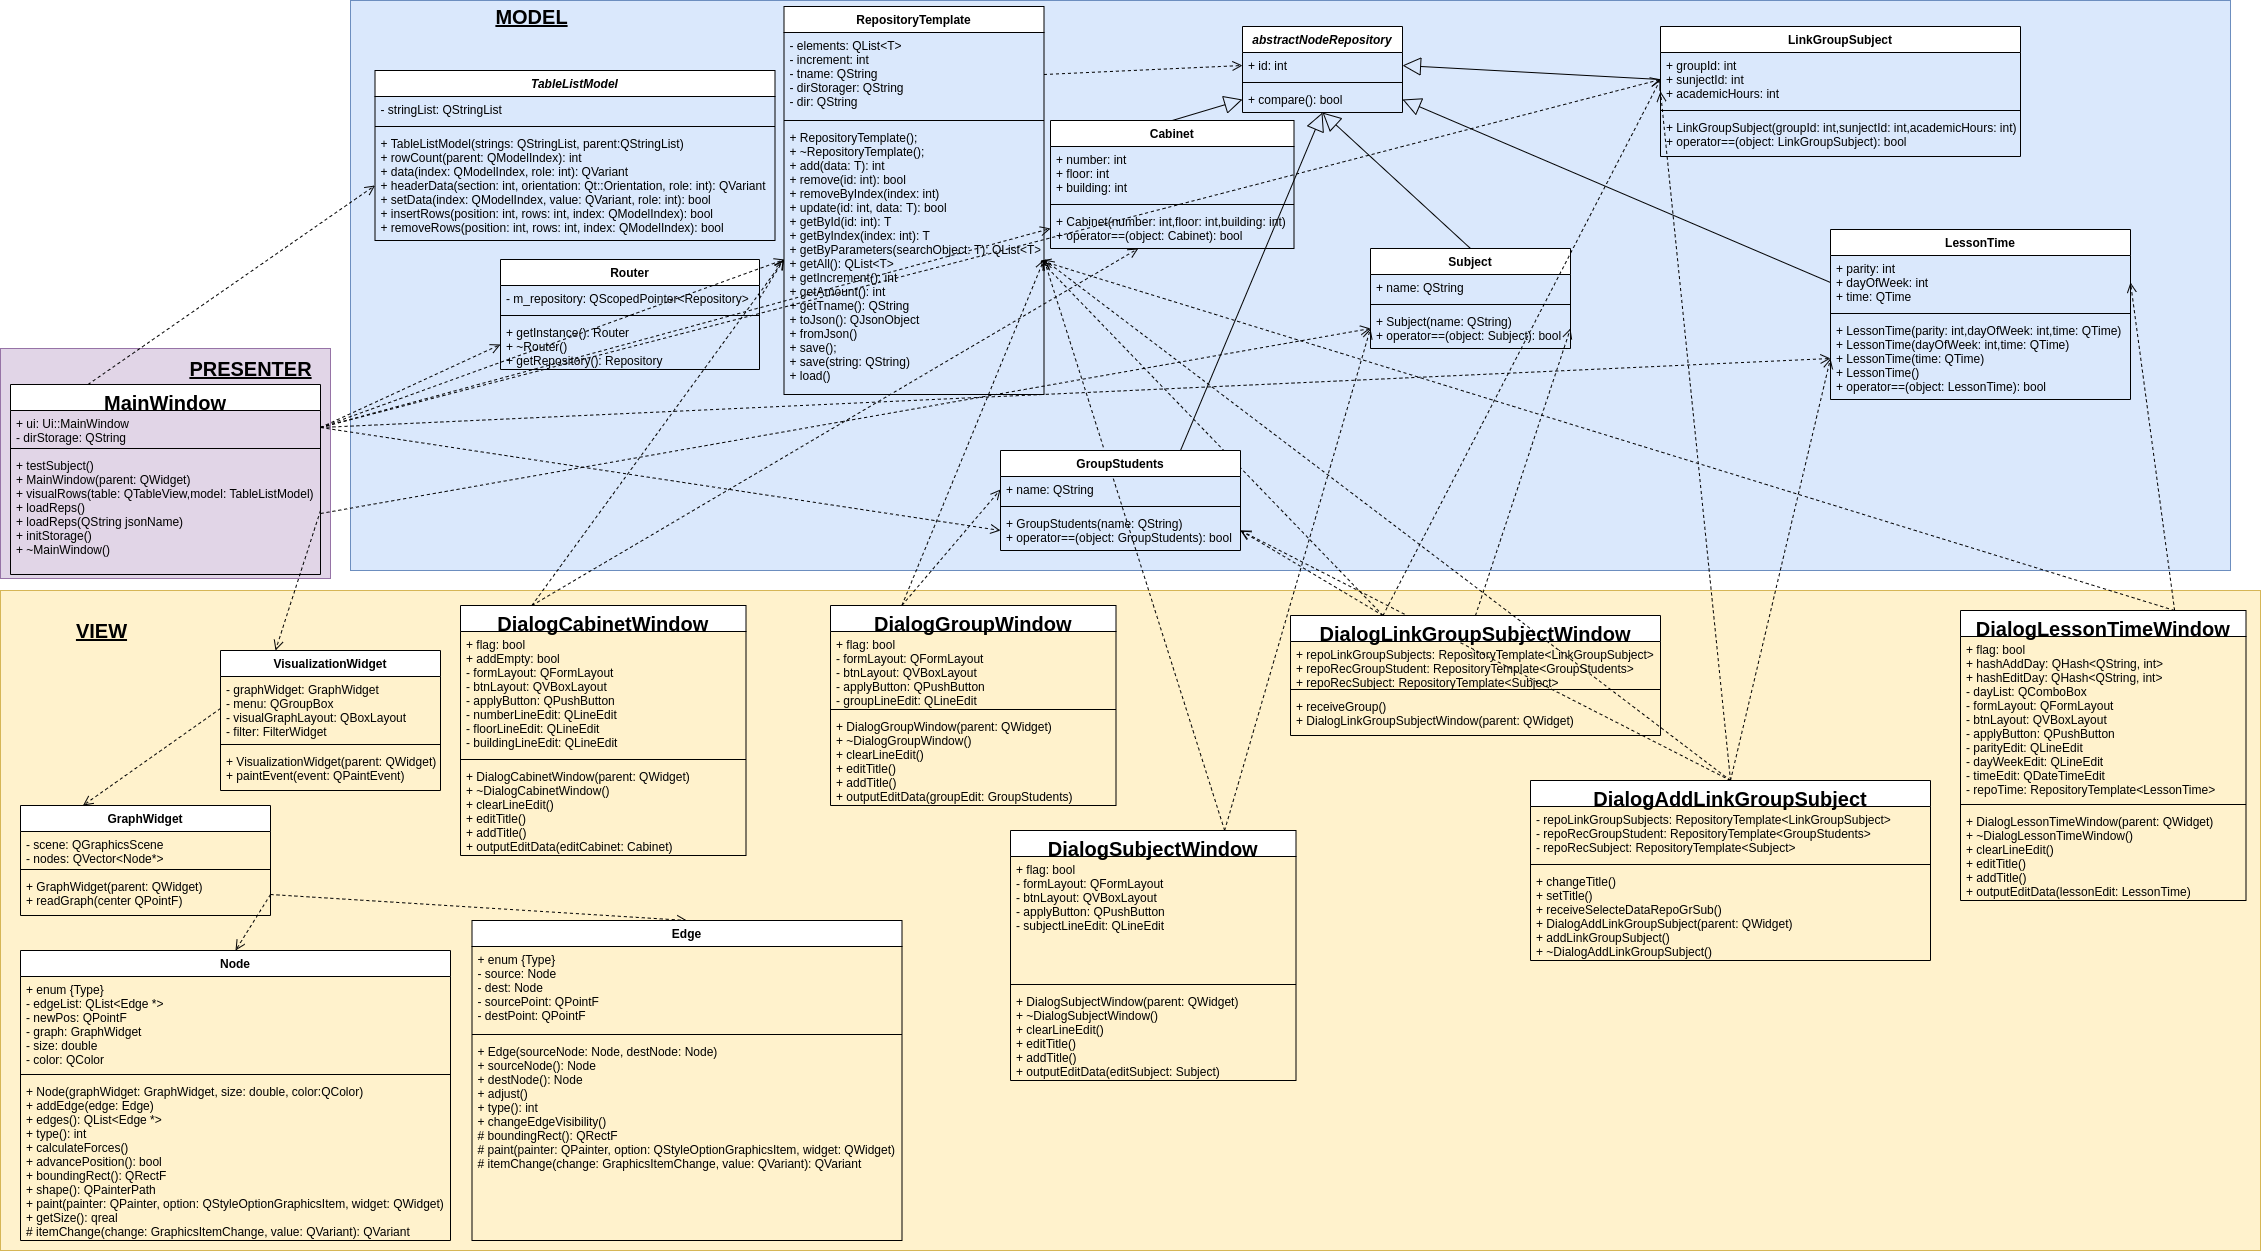 MODEL
TableListModel
- stringList: QStringList
+ TableListModel(strings: QStringList, parent:QStringList)
+ rowCount(parent: QModelIndex): int
+ data(index: QModelIndex, role: int): QVariant
+ headerData(section: int, orientation: Qt::Orientation, role: int): QVariant
+ setData(index: QModelIndex, value: QVariant, role: int): bool
+ insertRows(position: int, rows: int, index: QModelIndex): bool
+ removeRows(position: int, rows: int, index: QModelIndex): bool
Router
- m_repository: QScopedPointer<Repository>
+ getInstance(): Router
+ ~Router()
+ getRepository(): Repository
RepositoryTemplate
- elements: QList<T>
- increment: int
- tname: QString
- dirStorager: QString
- dir: QString
+ RepositoryTemplate();
+ ~RepositoryTemplate();
+ add(data: T): int
+ remove(id: int): bool
+ removeByIndex(index: int)
+ update(id: int, data: T): bool
+ getById(id: int): T
+ getByIndex(index: int): T
+ getByParameters(searchObject: T): QList<T>
+ getAll(): QList<T>
+ getIncrement(): int
+ getAmount(): int
+ getTname(): QString
+ toJson(): QJsonObject
+ fromJson()
+ save();
+ save(string: QString)
+ load()
abstractNodeRepository
+ id: int
+ compare(): bool
Cabinet
+ number: int
+ floor: int
+ building: int
+ Cabinet(number: int,floor: int,building: int)
+ operator==(object: Cabinet): bool
LinkGroupSubject
+ groupId: int
+ sunjectId: int
+ academicHours: int
+ LinkGroupSubject(groupId: int,sunjectId: int,academicHours: int)
+ operator==(object: LinkGroupSubject): bool
Subject
+ name: QString
+ Subject(name: QString)
+ operator==(object: Subject): bool
LessonTime
+ parity: int
+ dayOfWeek: int
+ time: QTime
+ LessonTime(parity: int,dayOfWeek: int,time: QTime)
+ LessonTime(dayOfWeek: int,time: QTime)
+ LessonTime(time: QTime)
+ LessonTime()
+ operator==(object: LessonTime): bool
GroupStudents
+ name: QString
+ GroupStudents(name: QString)
+ operator==(object: GroupStudents): bool
PRESENTER
MainWindow
+ ui: Ui::MainWindow
- dirStorage: QString
+ testSubject()
+ MainWindow(parent: QWidget)
+ visualRows(table: QTableView,model: TableListModel)
+ loadReps()
+ loadReps(QString jsonName)
+ initStorage()
+ ~MainWindow()
VIEW
VisualizationWidget
- graphWidget: GraphWidget
- menu: QGroupBox
- visualGraphLayout: QBoxLayout
- filter: FilterWidget
+ VisualizationWidget(parent: QWidget)
+ paintEvent(event: QPaintEvent)
GraphWidget
- scene: QGraphicsScene
- nodes: QVector<Node*>
+ GraphWidget(parent: QWidget)
+ readGraph(center QPointF)
Node
+ enum {Type}
- edgeList: QList<Edge *>
- newPos: QPointF
- graph: GraphWidget
- size: double
- color: QColor
+ Node(graphWidget: GraphWidget, size: double, color:QColor)
+ addEdge(edge: Edge)
+ edges(): QList<Edge *>
+ type(): int
+ calculateForces()
+ advancePosition(): bool
+ boundingRect(): QRectF
+ shape(): QPainterPath
+ paint(painter: QPainter, option: QStyleOptionGraphicsItem, widget: QWidget)
+ getSize(): qreal
# itemChange(change: GraphicsItemChange, value: QVariant): QVariant
DialogCabinetWindow
+ flag: bool
+ addEmpty: bool
- formLayout: QFormLayout
- btnLayout: QVBoxLayout
- applyButton: QPushButton
- numberLineEdit: QLineEdit
- floorLineEdit: QLineEdit
- buildingLineEdit: QLineEdit
+ DialogCabinetWindow(parent: QWidget)
+ ~DialogCabinetWindow()
+ clearLineEdit()
+ editTitle()
+ addTitle()
+ outputEditData(editCabinet: Cabinet)
Edge
+ enum {Type}
- source: Node
- dest: Node
- sourcePoint: QPointF
- destPoint: QPointF
+ Edge(sourceNode: Node, destNode: Node)
+ sourceNode(): Node
+ destNode(): Node
+ adjust()
+ type(): int
+ changeEdgeVisibility()
# boundingRect(): QRectF
# paint(painter: QPainter, option: QStyleOptionGraphicsItem, widget: QWidget)
# itemChange(change: GraphicsItemChange, value: QVariant): QVariant
DialogGroupWindow
+ flag: bool
- formLayout: QFormLayout
- btnLayout: QVBoxLayout
- applyButton: QPushButton
- groupLineEdit: QLineEdit
+ DialogGroupWindow(parent: QWidget)
+ ~DialogGroupWindow()
+ clearLineEdit()
+ editTitle()
+ addTitle()
+ outputEditData(groupEdit: GroupStudents)
DialogSubjectWindow
+ flag: bool
- formLayout: QFormLayout
- btnLayout: QVBoxLayout
- applyButton: QPushButton
- subjectLineEdit: QLineEdit
+ DialogSubjectWindow(parent: QWidget)
+ ~DialogSubjectWindow()
+ clearLineEdit()
+ editTitle()
+ addTitle()
+ outputEditData(editSubject: Subject)
DialogLinkGroupSubjectWindow
+ repoLinkGroupSubjects: RepositoryTemplate<LinkGroupSubject>
+ repoRecGroupStudent: RepositoryTemplate<GroupStudents>
+ repoRecSubject: RepositoryTemplate<Subject>
+ receiveGroup()
+ DialogLinkGroupSubjectWindow(parent: QWidget)
DialogAddLinkGroupSubject
- repoLinkGroupSubjects: RepositoryTemplate<LinkGroupSubject>
- repoRecGroupStudent: RepositoryTemplate<GroupStudents>
- repoRecSubject: RepositoryTemplate<Subject>
+ changeTitle()
+ setTitle()
+ receiveSelecteDataRepoGrSub()
+ DialogAddLinkGroupSubject(parent: QWidget)
+ addLinkGroupSubject()
+ ~DialogAddLinkGroupSubject()
DialogLessonTimeWindow
+ flag: bool
+ hashAddDay: QHash<QString, int>
+ hashEditDay: QHash<QString, int>
- dayList: QComboBox
- formLayout: QFormLayout
- btnLayout: QVBoxLayout
- applyButton: QPushButton
- parityEdit: QLineEdit
- dayWeekEdit: QLineEdit
- timeEdit: QDateTimeEdit
- repoTime: RepositoryTemplate<LessonTime>
+ DialogLessonTimeWindow(parent: QWidget)
+ ~DialogLessonTimeWindow()
+ clearLineEdit()
+ editTitle()
+ addTitle()
+ outputEditData(lessonEdit: LessonTime)